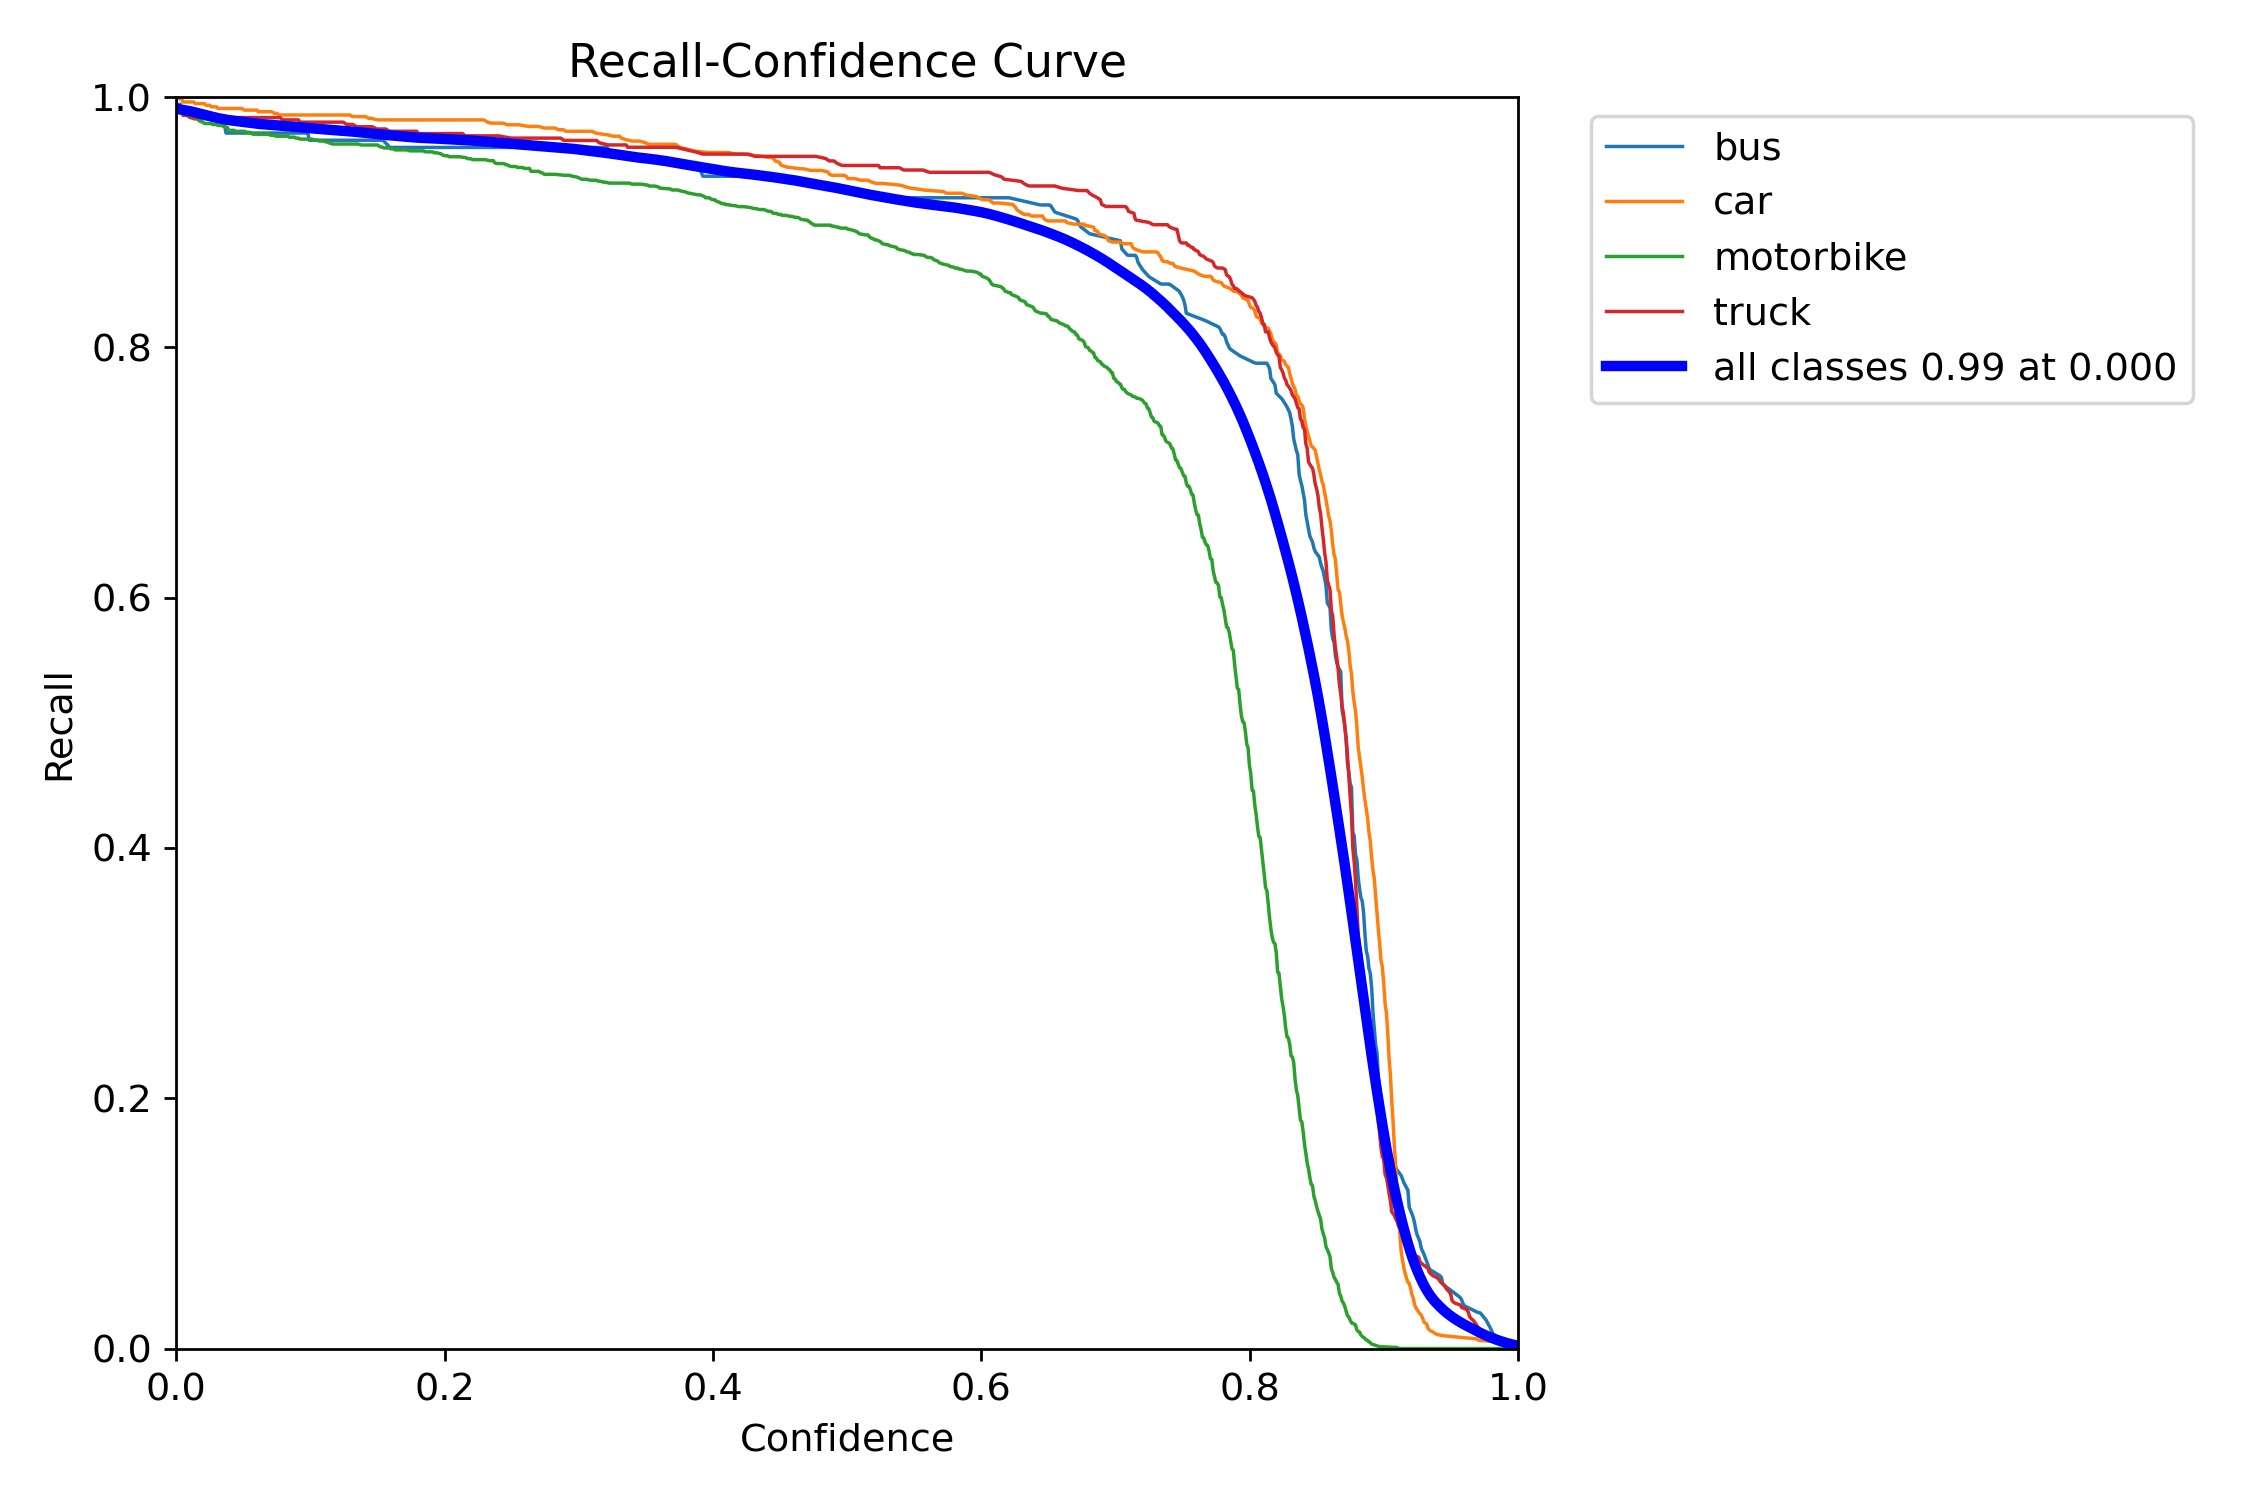 Recall-Confidence Curve
1.0
0.8
0.6
0.4
0.2
0.0
Recall
0.0 0.2 0.4 0.6 0.8 1.0
Confidence
bus
car
motorbike
truck
all classes 0.99 at 0.000